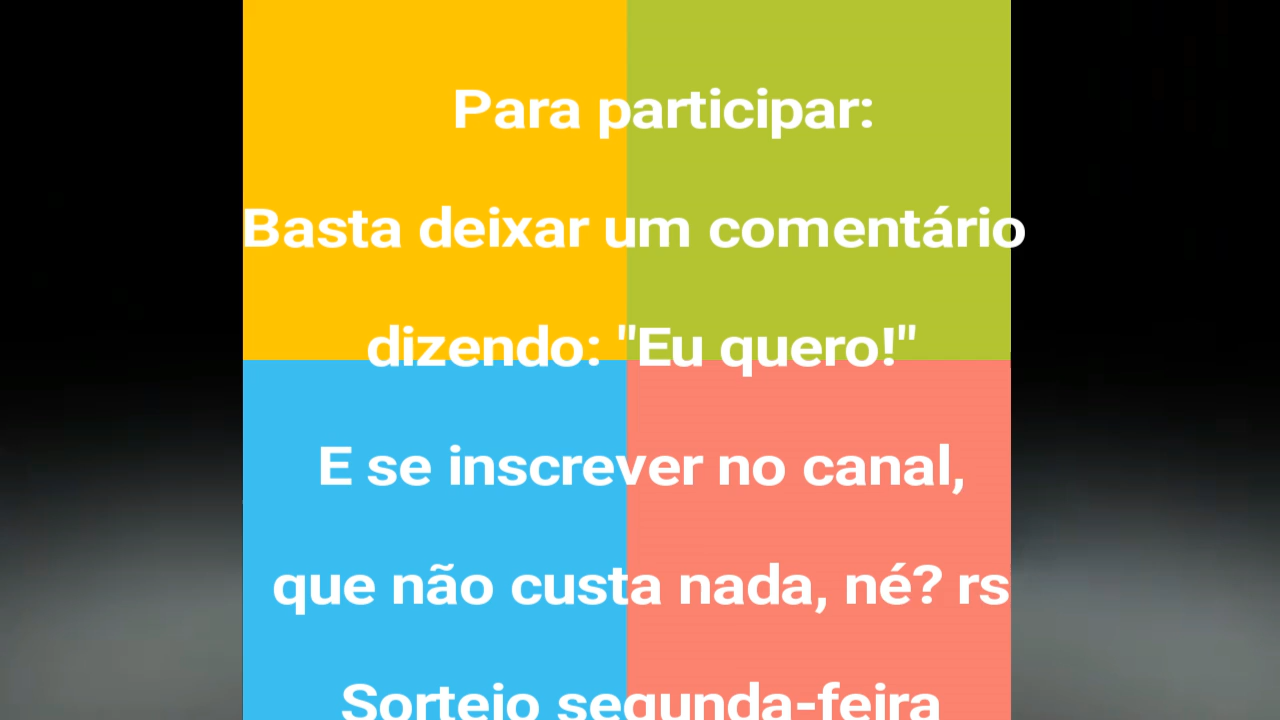 Para participar:
Basta deixar um comentário
dizendo: "Eu quero!"
E se inscrever no canal,
que não custa nada, né? rs
Sorteio segunda-feira